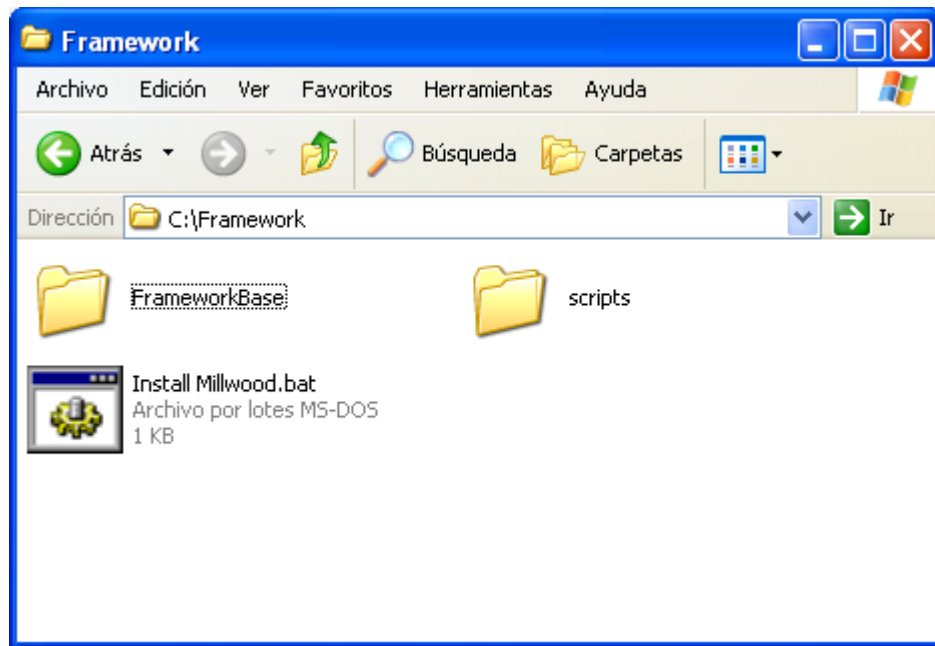 Framework
Archivo Edición Ver Favoritos Herramientas Ayuda
Atrás Búsqueda Carpetas
Dirección C:\Framework Ir
FrameworkBase scripts
Install Millwood.bat
Archivo por lotes MS-DOS
1 KB